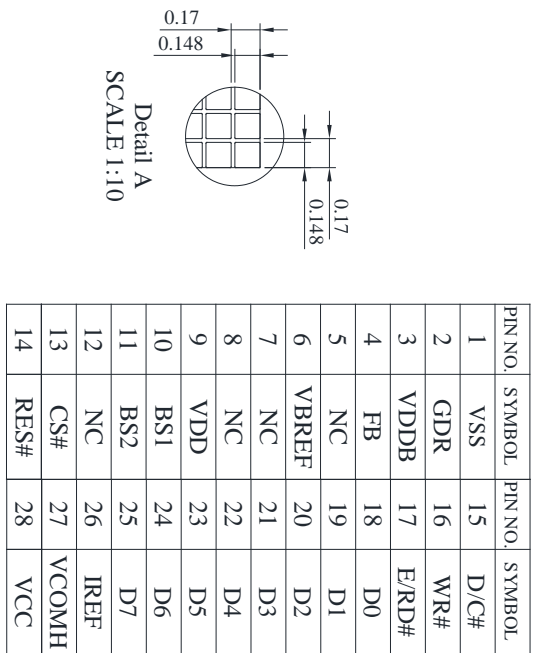 0.17
0.148
0.17
0.148
Detail A
SCALE 1:10
PIN NO. SYMBOL PIN NO. SYMBOL
1 VSS 15 D/C#
2 GDR 16 WR#
3 VDDB 17 E/RD#
4 FB 18 D0
5 NC 19 D1
6 VBREF 20 D2
7 NC 21 D3
8 NC 22 D4
9 VDD 23 D5
10 BS1 24 D6
11 BS2 25 D7
12 NC 26 IREF
13 CS# 27 VCOMH
14 RES# 28 VCC